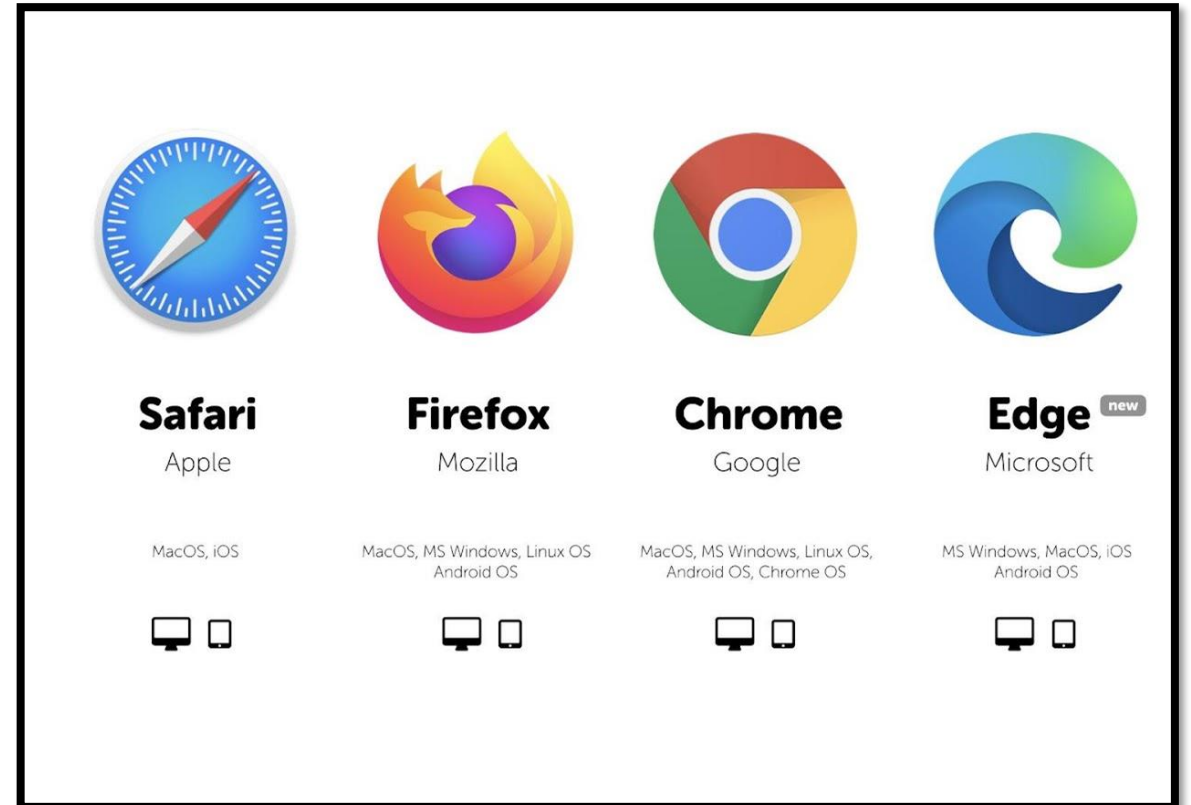 Safari
Apple
MacOS, iOS
Firefox
Mozilla
MacOS, MS Windows, Linux OS
Android OS
Chrome
Google
MacOS, MS Windows, Linux OS,
Android OS, Chrome OS
Edge new
Microsoft
MS Windows, MacOS, iOS
Android OS